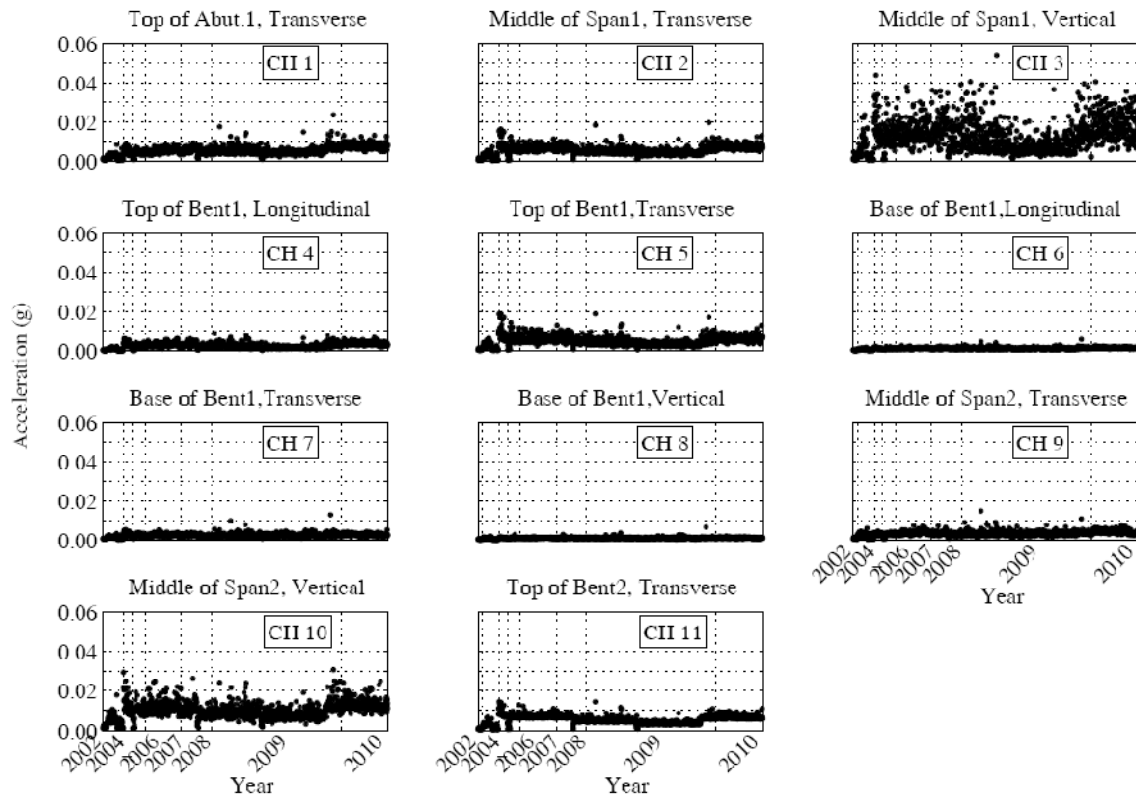 Top of Abut.1, Transverse
Middle of Span1, Transverse
Middle of Span1, Vertical
0.06
0.04
0.02
0.00
CH 1
CH 2
CH 3
Top of Bent1, Longitudinal
Top of Bent1,Transverse
Base of Bent1,Longitudinal
0.06
0.04
0.02
0.00
CH 4
CH 5
CH 6
Acceleration (g)
Base of Bent1,Transverse
Base of Bent1,Vertical
Middle of Span2, Transverse
0.06
0.04
0.02
0.00
CH 7
CH 8
CH 9
2002
2004
2006
2007
2008
2009
2010
Year
Middle of Span2, Vertical
Top of Bent2, Transverse
0.06
0.04
0.02
0.00
CH 10
CH 11
2002
2004
2006
2007
2008
2009
2010
Year
2002
2004
2006
2007
2008
2009
2010
Year